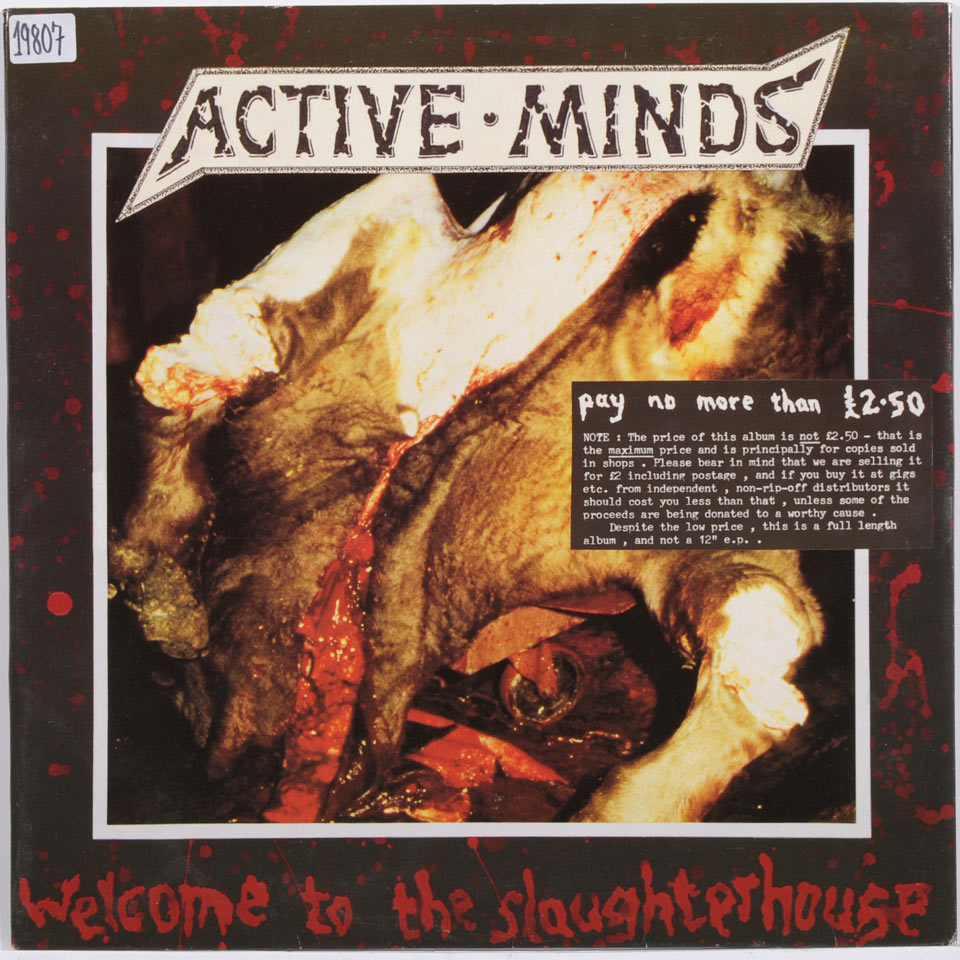 19807
ACTIVE · MINDS
pay no more than £2.50
NOTE : The price of this album is not £2.50 - that is
the maximum price and is principally for copies sold
in shops . Please bear in mind that we are selling it
for £2 including postage , and if you buy it at gigs
etc. from independent , non-rip-off distributors it
should cost you less than that , unless some of the
proceeds are being donated to a worthy cause .
Despite the low price , this is a full length
album , and not a 12" e.p. .
Welcome to the slaughterhouse